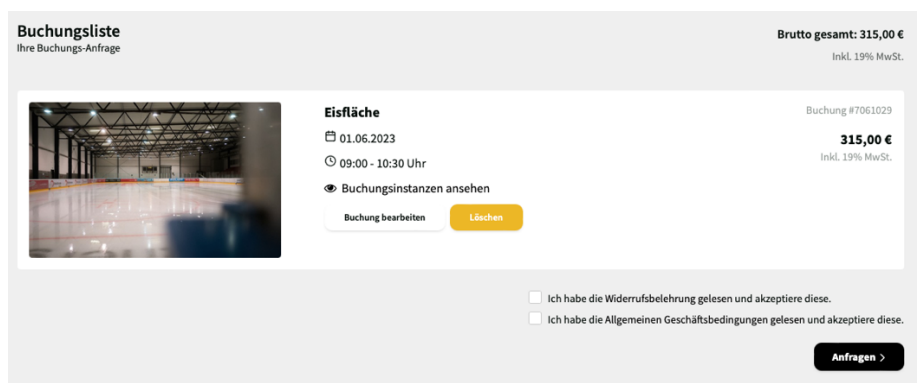 Buchungsliste
Ihre Buchungs-Anfrage
Brutto gesamt: 315,00 €
Inkl. 19% MwSt.
Eisfläche
01.06.2023
09:00 - 10:30 Uhr
Buchungsinstanzen ansehen
Buchung bearbeiten
Löschen
Buchung #7061029
315,00 €
Inkl. 19% MwSt.
Ich habe die Widerrufsbelehrung gelesen und akzeptiere diese.
Ich habe die Allgemeinen Geschäftsbedingungen gelesen und akzeptiere diese.
Anfragen >